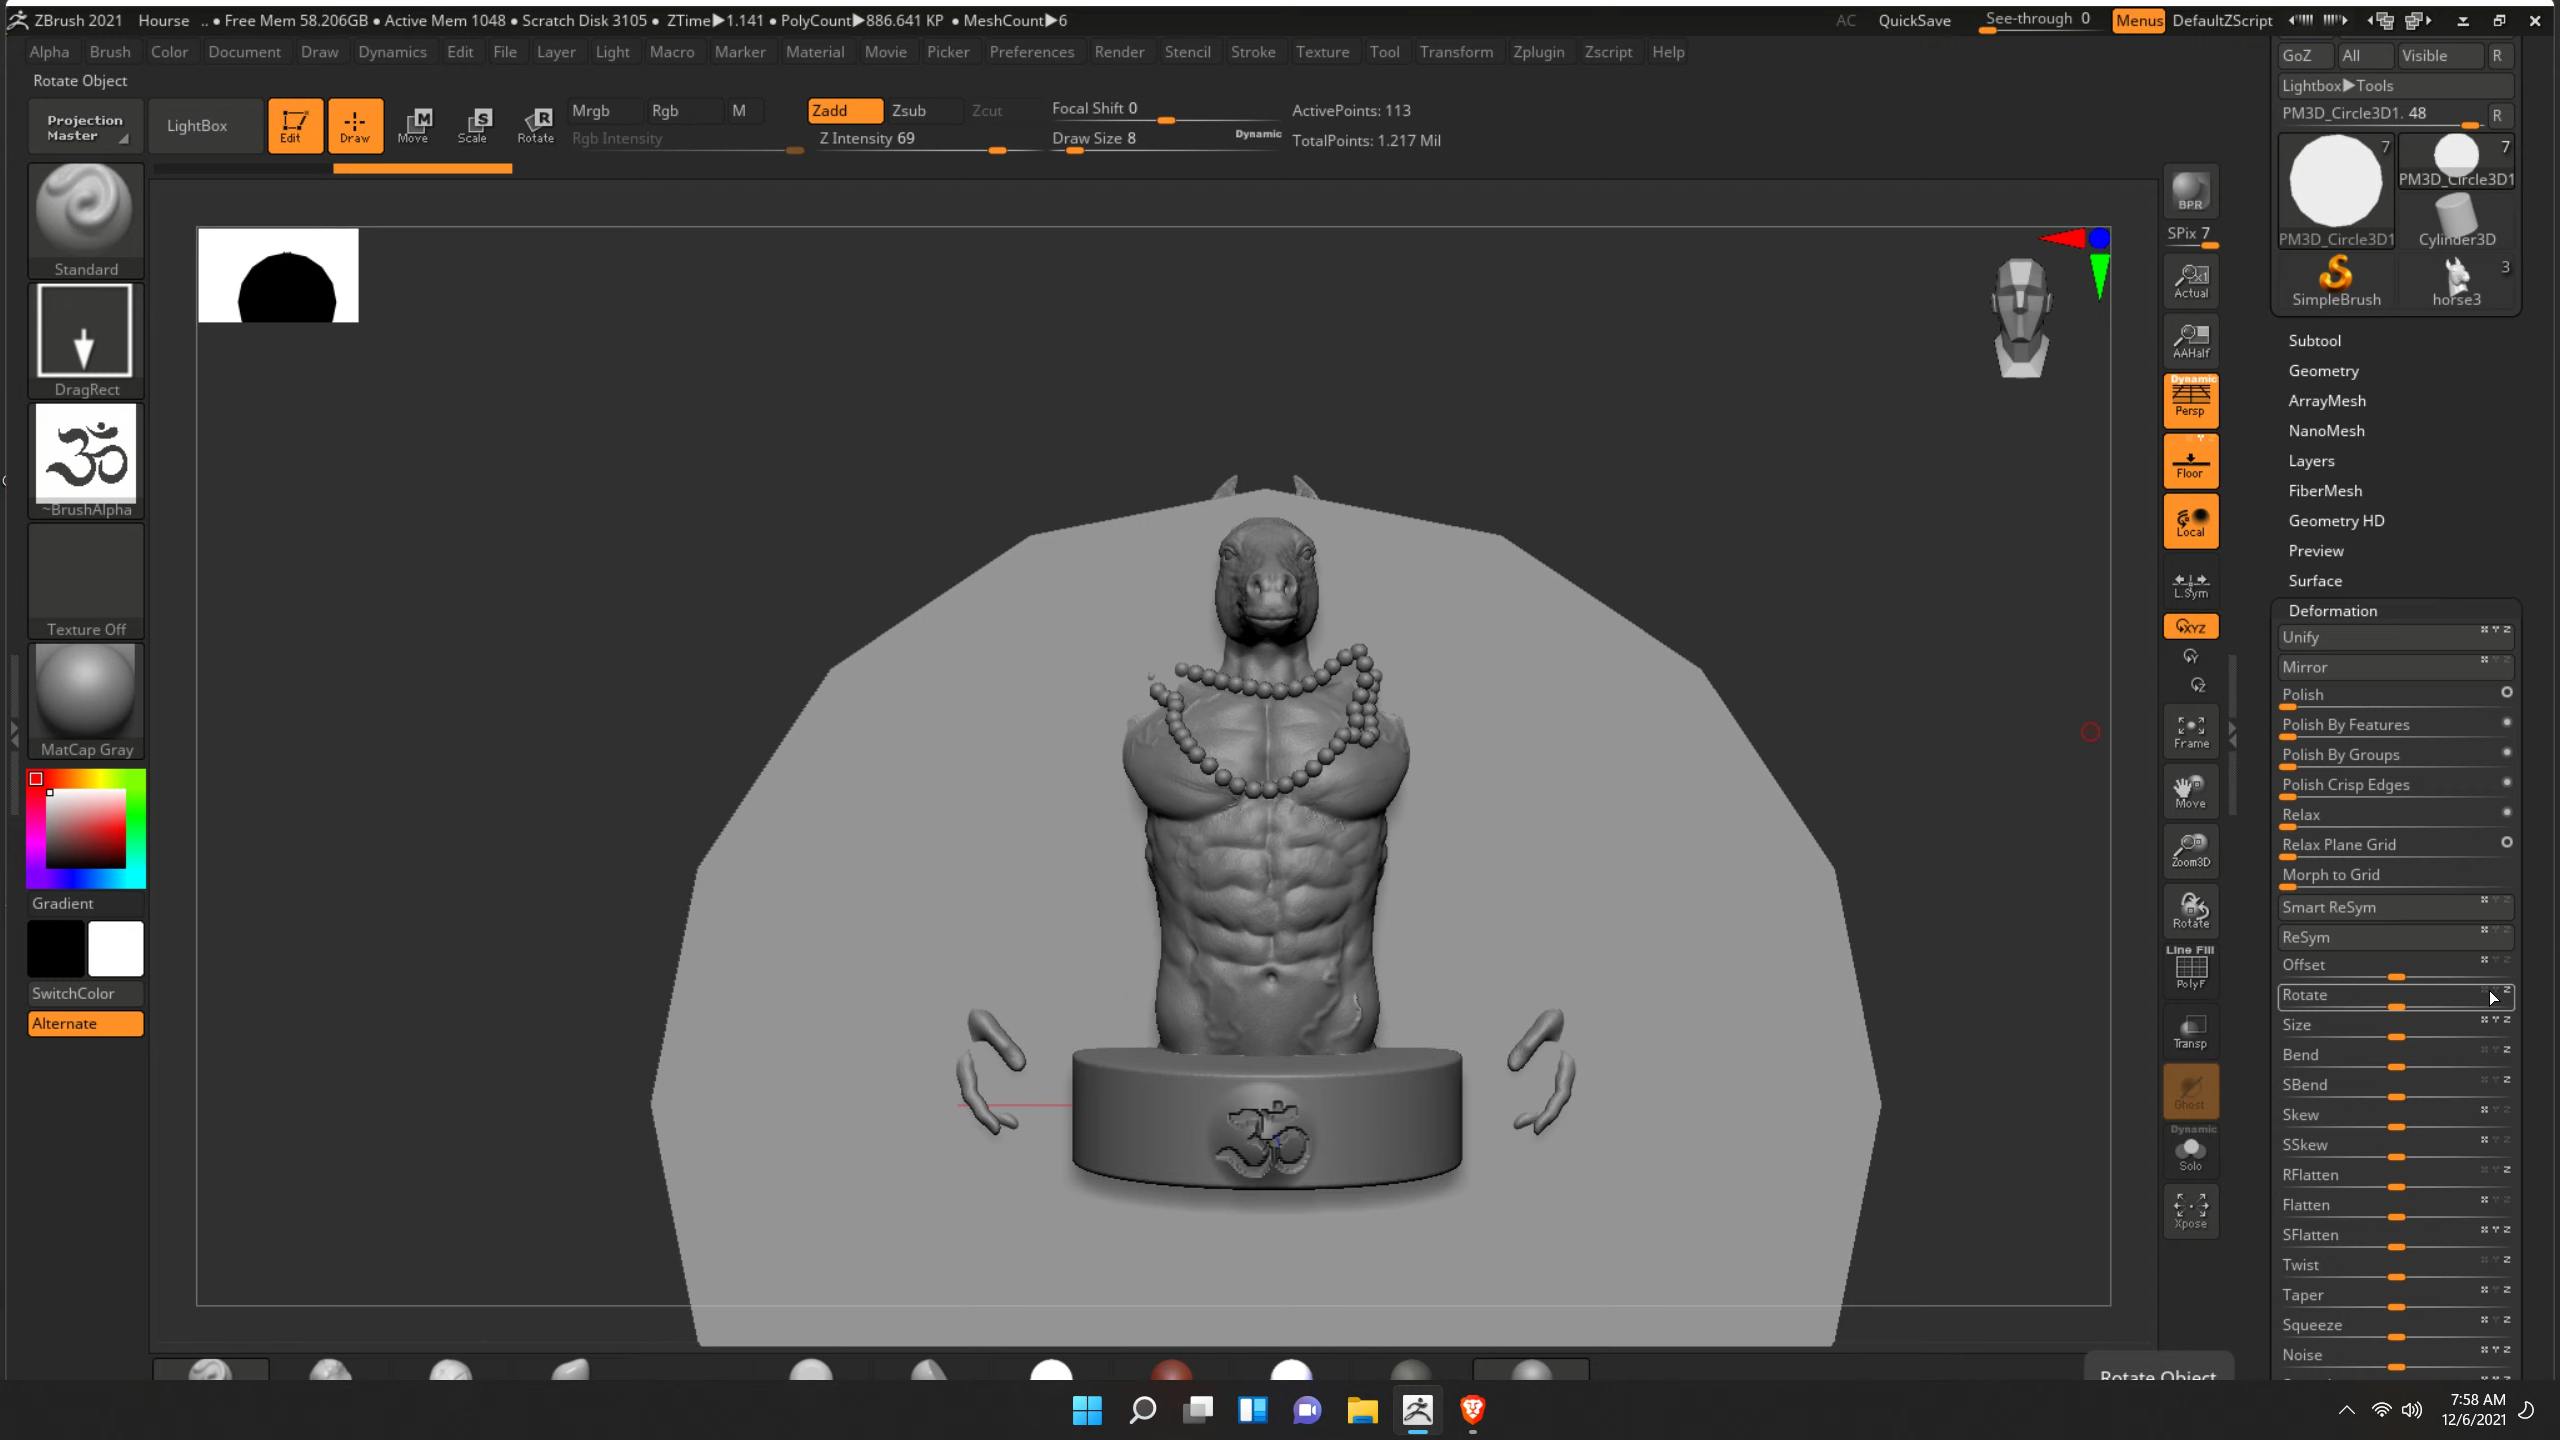 ZBrush 2021 Hourse .. • Free Mem 58.206GB • Active Mem 1048 • Scratch Disk 3105 • ZTime▶1.141 • PolyCount▶886.641 KP • MeshCount▶6 AC QuickSave See-through 0 Menus DefaultZScript
Alpha Brush Color Document Draw Dynamics Edit File Layer Light Macro Marker Material Movie Picker Preferences Render Stencil Stroke Texture Tool Transform Zplugin Zscript Help
Rotate Object
Projection Master
LightBox
Edit
Draw
Move
Scale
Rotate
Mrgb Rgb M
Rgb Intensity
Zadd Zsub Zcut
Z Intensity 69
Focal Shift 0
Draw Size 8
Dynamic
ActivePoints: 113
TotalPoints: 1.217 Mil
Standard
DragRect
~BrushAlpha
Texture Off
MatCap Gray
Gradient
SwitchColor
Alternate
BPR
SPix 7
Actual
AAHalf
Dynamic
Persp
Floor
Local
L.Sym
XYZ
Y
Z
Frame
Move
Zoom3D
Rotate
Line Fill
PolyF
Transp
Ghost
Dynamic
Solo
Xpose
GoZ All Visible R
Lightbox▶Tools
PM3D_Circle3D1. 48 R
7
7
PM3D_Circle3D1
PM3D_Circle3D1
Cylinder3D
SimpleBrush
3
horse3
Subtool
Geometry
ArrayMesh
NanoMesh
Layers
FiberMesh
Geometry HD
Preview
Surface
Deformation
Unify
Mirror
Polish
Polish By Features
Polish By Groups
Polish Crisp Edges
Relax
Relax Plane Grid
Morph to Grid
Smart ReSym
ReSym
Offset
Rotate
Size
Bend
SBend
Skew
SSkew
RFlatten
Flatten
SFlatten
Twist
Taper
Squeeze
Noise
ॐ
ॐ
Rotate Object
7:58 AM
12/6/2021